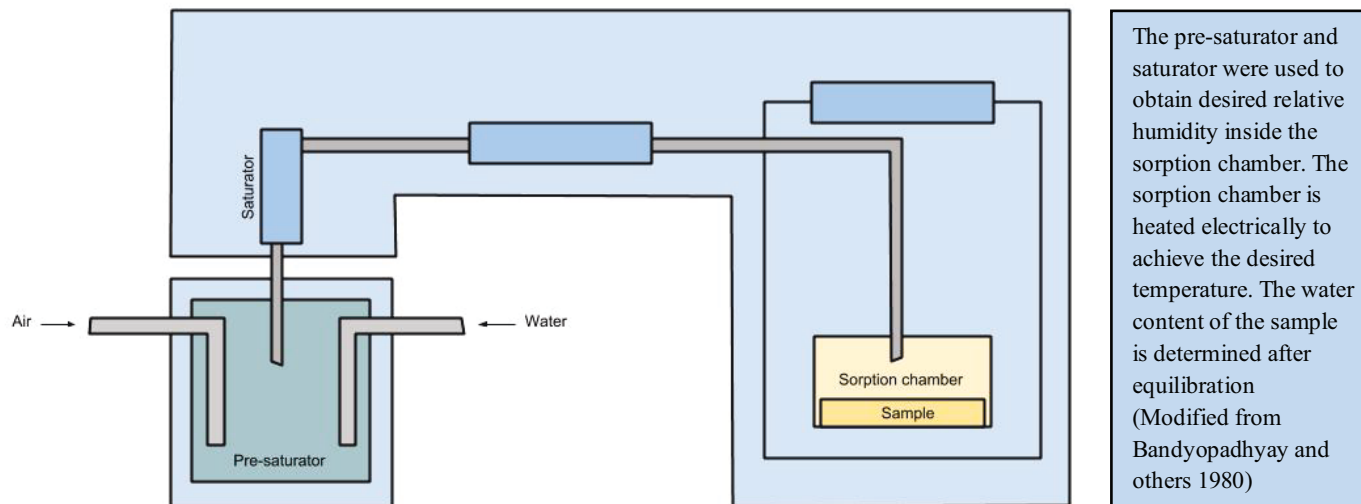 Saturator
Air
Water
Pre-saturator
Sorption chamber
Sample
The pre-saturator and
saturator were used to
obtain desired relative
humidity inside the
sorption chamber. The
sorption chamber is
heated electrically to
achieve the desired
temperature. The water
content of the sample
is determined after
equilibration
(Modified from
Bandyopadhyay and
others 1980)